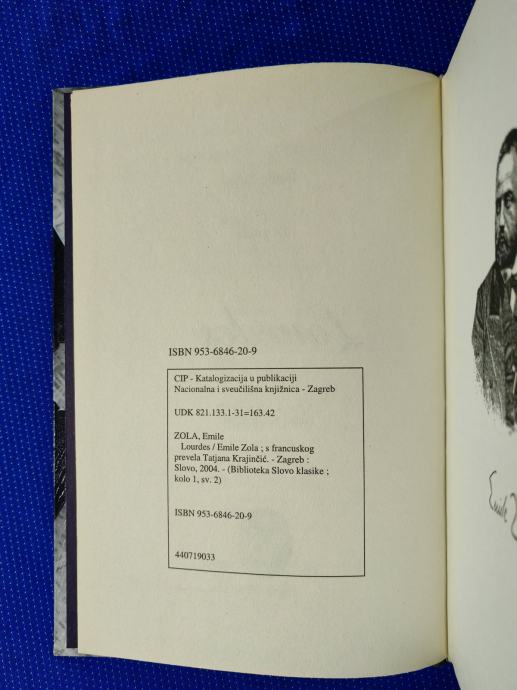 ISBN 953-6846-20-9
CIP - Katalogizacija u publikaciji
Nacionalna i sveučilišna knjižnica - Zagreb
UDK 821.133.1-31=163.42
ZOLA, Emile
Lourdes / Emile Zola ; s francuskog
prevela Tatjana Krajinčić. - Zagreb :
Slovo, 2004. - (Biblioteka Slovo klasike ;
kolo 1, sv. 2)
ISBN 953-6846-20-9
440719033
Emile